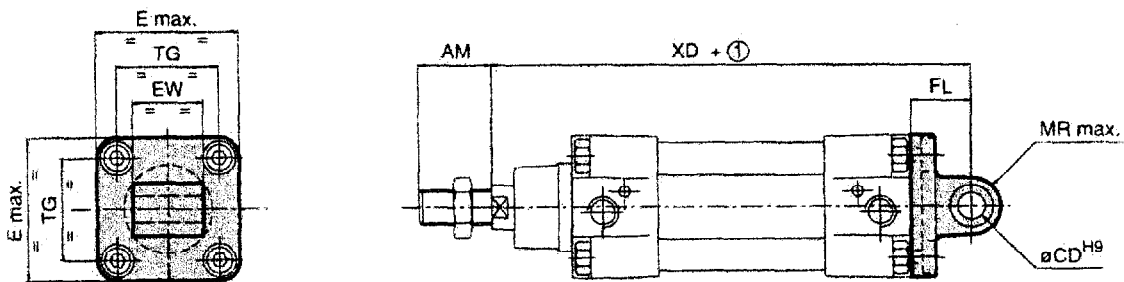 E max.
TG
EW
E max.
TG
AM
XD + ①
FL
MR max.
øCD H9